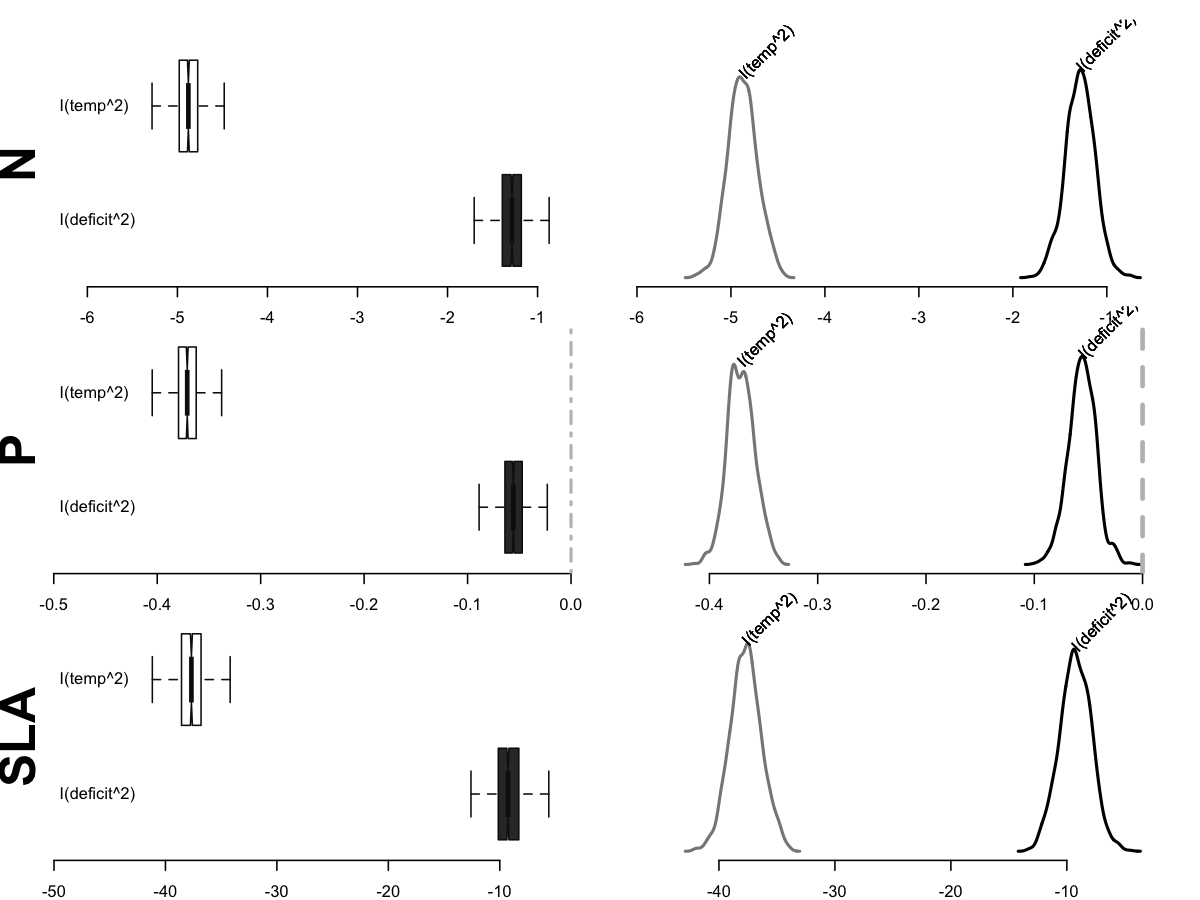 N
I(temp^2)
I(deficit^2)
-6 -5 -4 -3 -2 -1
I(temp^2)
I(deficit^2)
-6 -5 -4 -3 -2 -1
P
I(temp^2)
I(deficit^2)
-0.5 -0.4 -0.3 -0.2 -0.1 0.0
I(temp^2)
I(deficit^2)
-0.4 -0.3 -0.2 -0.1 0.0
SLA
I(temp^2)
I(deficit^2)
-50 -40 -30 -20 -10
I(temp^2)
I(deficit^2)
-40 -30 -20 -10